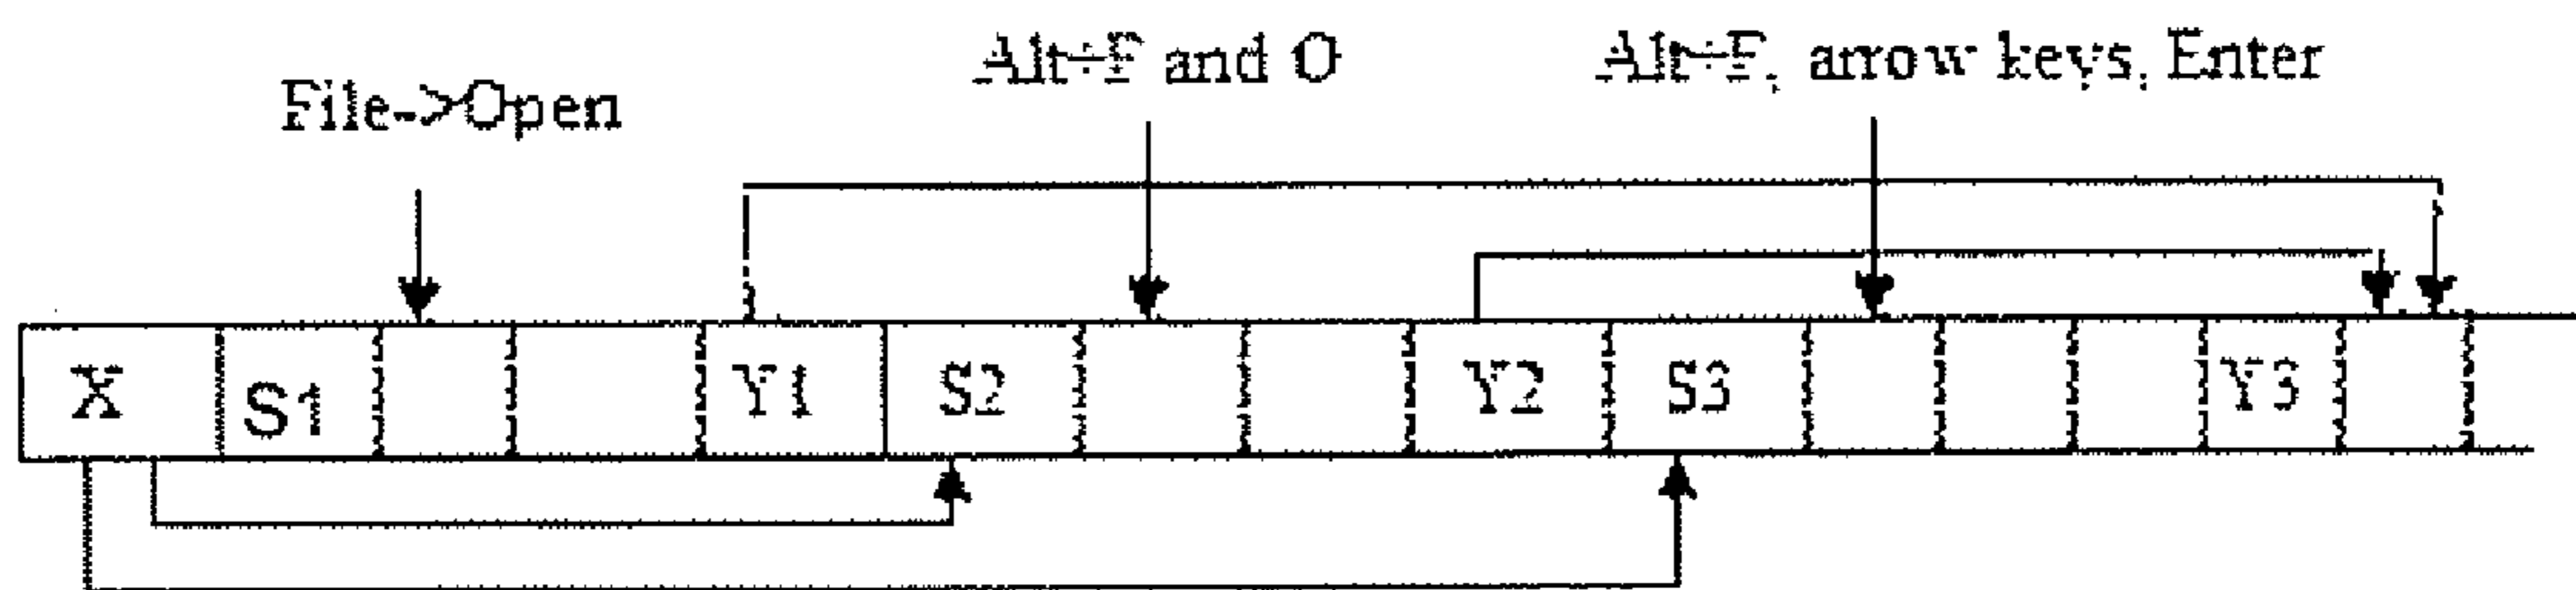 File->Open
Alt+F and O
Alt+F, arrow keys, Enter
X S1 Y1 S2 Y2 S3 Y3